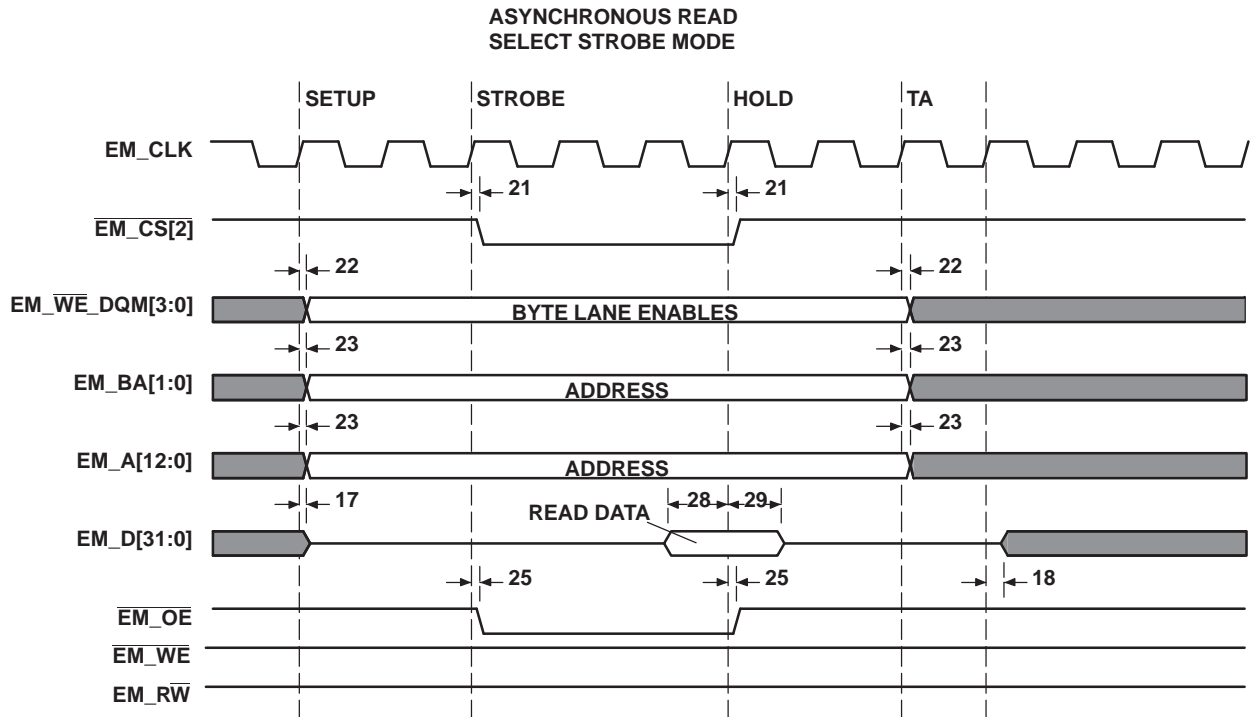 ASYNCHRONOUS READ
SELECT STROBE MODE
SETUP STROBE HOLD TA
EM_CLK
21 21
EM_CS[2]
22 22
EM_WE_DQM[3:0] BYTE LANE ENABLES
23 23
EM_BA[1:0] ADDRESS
23 23
EM_A[12:0] ADDRESS
17 28 29
READ DATA
EM_D[31:0]
25 25 18
EM_OE
EM_WE
EM_RW